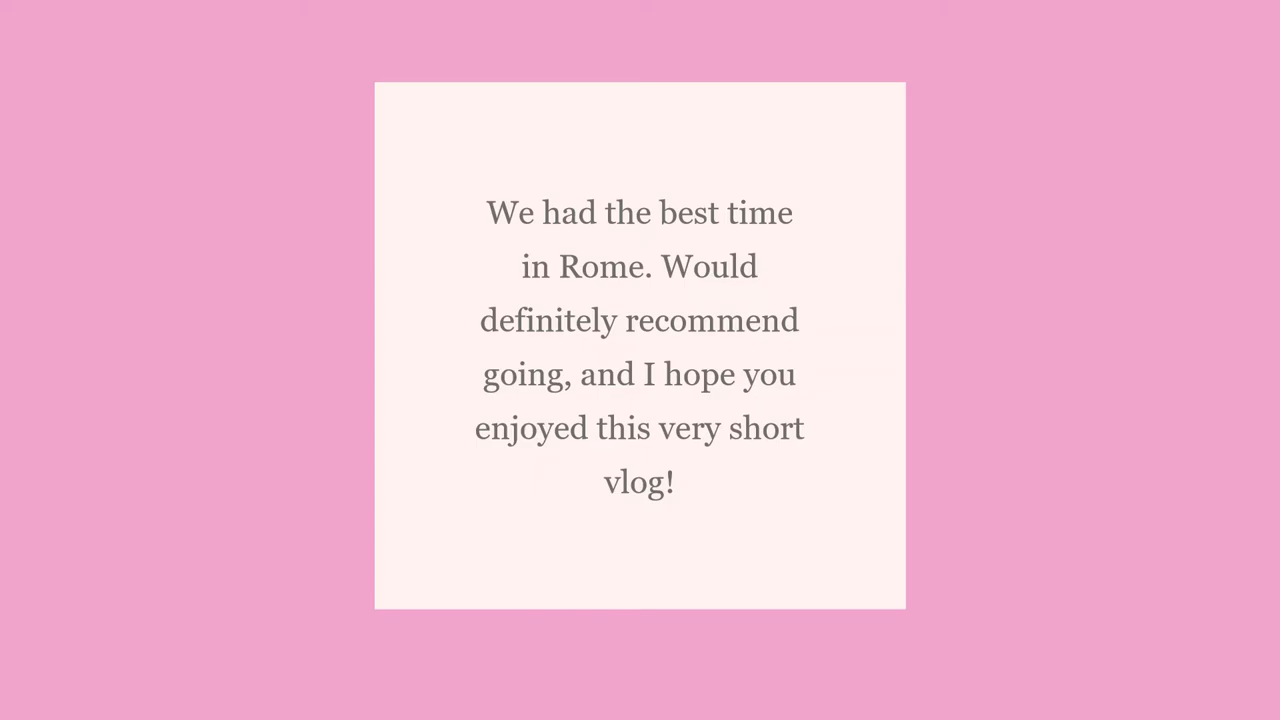 We had the best time
in Rome. Would
definitely recommend
going, and I hope you
enjoyed this very short
vlog!